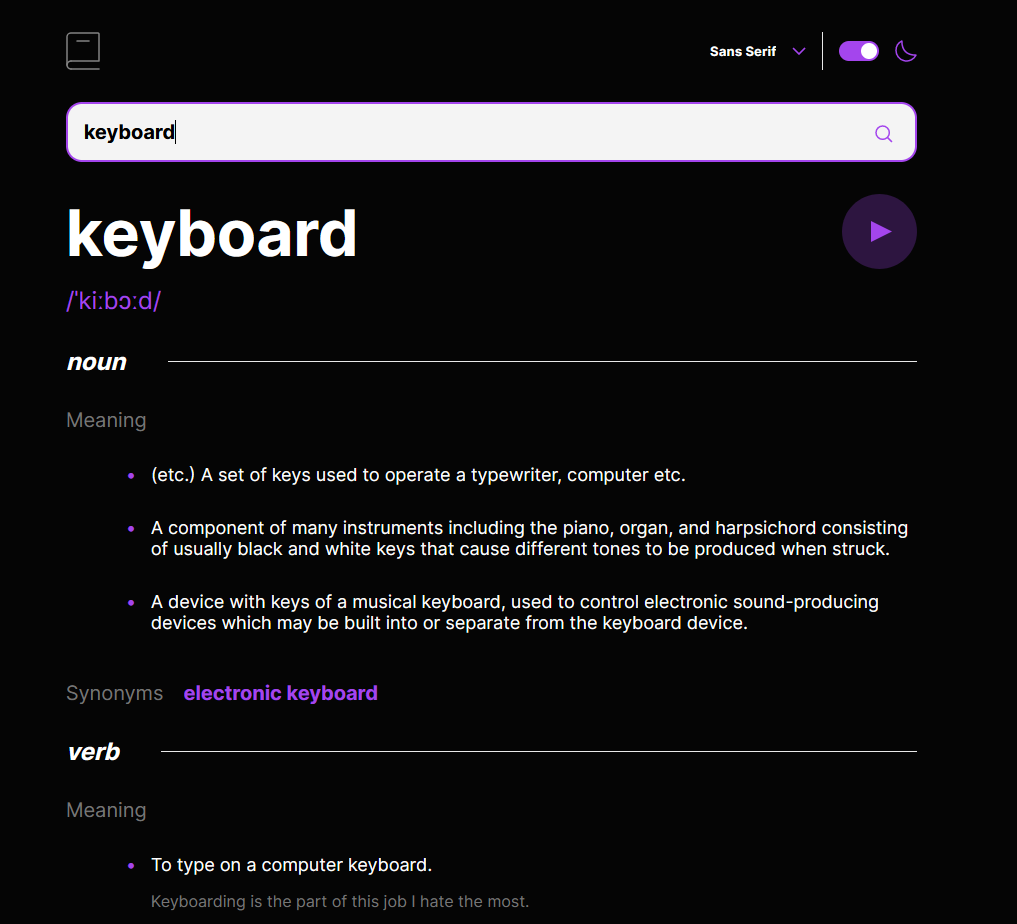 Sans Serif
keyboard
keyboard
/ˈkiːbɔːd/
noun
Meaning
(etc.) A set of keys used to operate a typewriter, computer etc.
A component of many instruments including the piano, organ, and harpsichord consisting
of usually black and white keys that cause different tones to be produced when struck.
A device with keys of a musical keyboard, used to control electronic sound-producing
devices which may be built into or separate from the keyboard device.
Synonyms electronic keyboard
verb
Meaning
To type on a computer keyboard.
Keyboarding is the part of this job I hate the most.